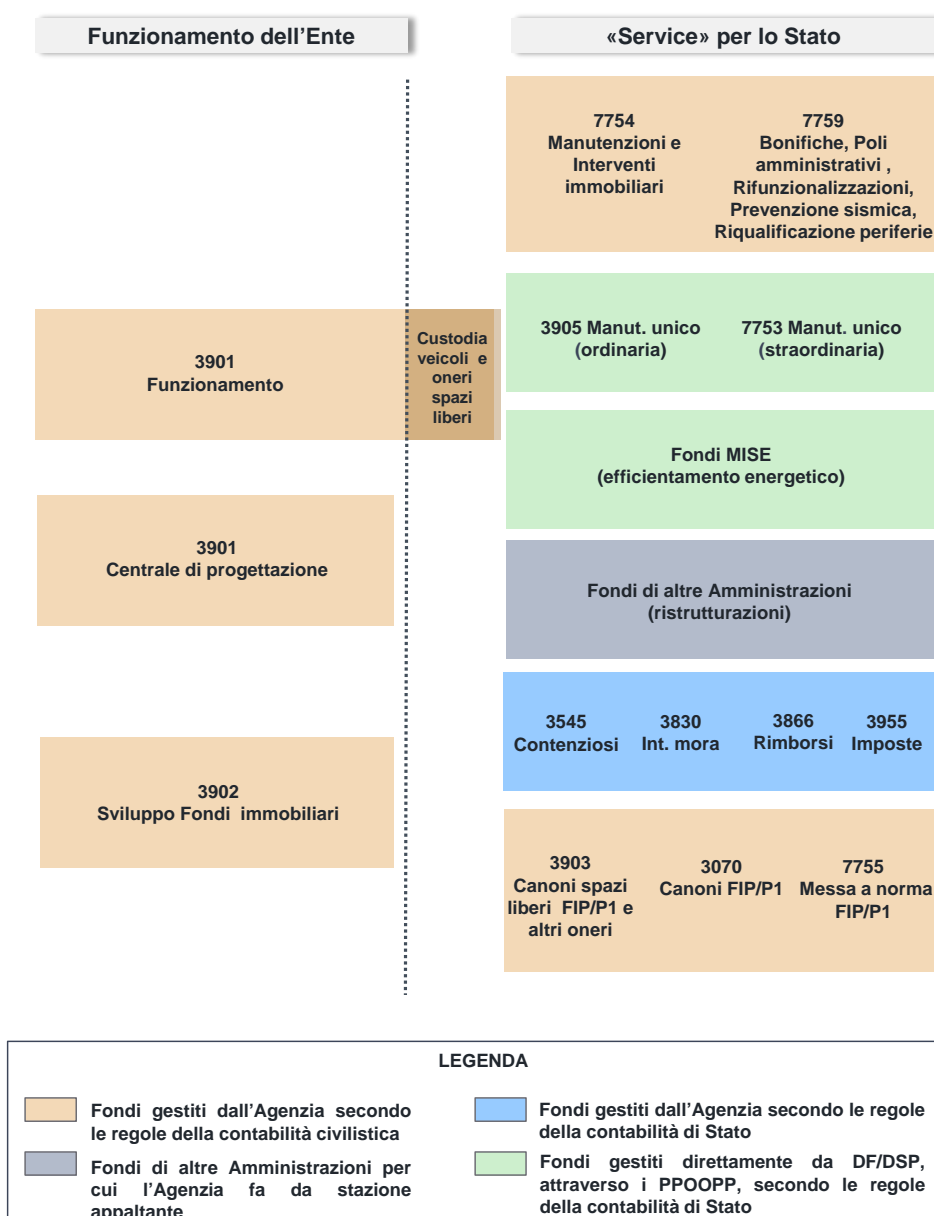 Funzionamento dell'Ente
«Service» per lo Stato
7754
Manutenzioni e
Interventi
immobiliari
7759
Bonifiche, Poli
amministrativi ,
Rifunzionalizzazioni,
Prevenzione sismica,
Riqualificazione periferie
3905 Manut. unico
(ordinaria)
7753 Manut. unico
(straordinaria)
3901
Funzionamento
Custodia
veicoli e
oneri
spazi
liberi
Fondi MISE
(efficientamento energetico)
3901
Centrale di progettazione
Fondi di altre Amministrazioni
(ristrutturazioni)
3545
Contenziosi
3830
Int. mora
3866
Rimborsi
3955
Imposte
3902
Sviluppo Fondi immobiliari
3903
Canoni spazi
liberi FIP/P1 e
altri oneri
3070
Canoni FIP/P1
7755
Messa a norma
FIP/P1
LEGENDA
Fondi gestiti dall'Agenzia secondo
le regole della contabilità civilistica
Fondi di altre Amministrazioni per
cui l'Agenzia fa da stazione
appaltante
Fondi gestiti dall'Agenzia secondo le regole
della contabilità di Stato
Fondi gestiti direttamente da DF/DSP,
attraverso i PPOOPP, secondo le regole
della contabilità di Stato